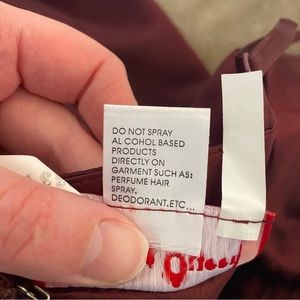 DO NOT SPRAY
AL COHOL BASED
PRODUCTS
DIRECTLY ON
GARMENT SUCH AS:
PERFUME HAIR
SPRAY.
DEODORANT.ETC...